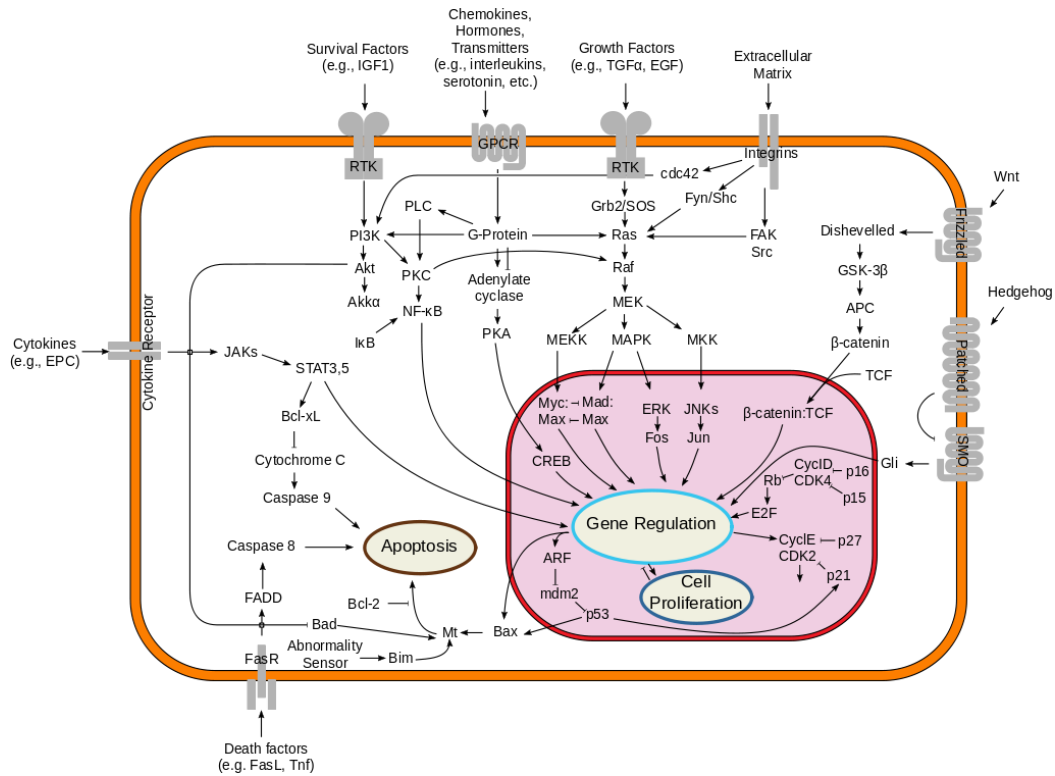 Chemokines,
Hormones,
Transmitters
(e.g., interleukins,
serotonin, etc.)
Survival Factors
(e.g., IGF1)
Growth Factors
(e.g., TGFα, EGF)
Extracellular
Matrix
GPCR
RTK
RTK
Integrins
cdc42
Wnt
Fyn/Shc
PLC
Grb2/SOS
Frizzled
PI3K
G-Protein
Ras
FAK
Src
Dishevelled
Akt
PKC
Adenylate
cyclase
Raf
GSK-3β
Akkα
NF-κB
MEK
APC
Hedgehog
Cytokine Receptor
IκB
PKA
MEKK
MAPK
MKK
β-catenin
Patched
Cytokines
(e.g., EPC)
JAKs
STAT3,5
TCF
Bcl-xL
Myc:
Max
Mad:
Max
ERK
JNKs
β-catenin:TCF
Fos
Jun
SMO
Cytochrome C
CREB
Gli
CyclD
CDK4
Rb
p16
p15
Caspase 9
E2F
Gene Regulation
Caspase 8
Apoptosis
ARF
CyclE
CDK2
p27
p21
FADD
Bcl-2
mdm2
Cell
Proliferation
p53
Bad
Mt
Bax
FasR
Abnormality
Sensor
Bim
Death factors
(e.g. FasL, Tnf)